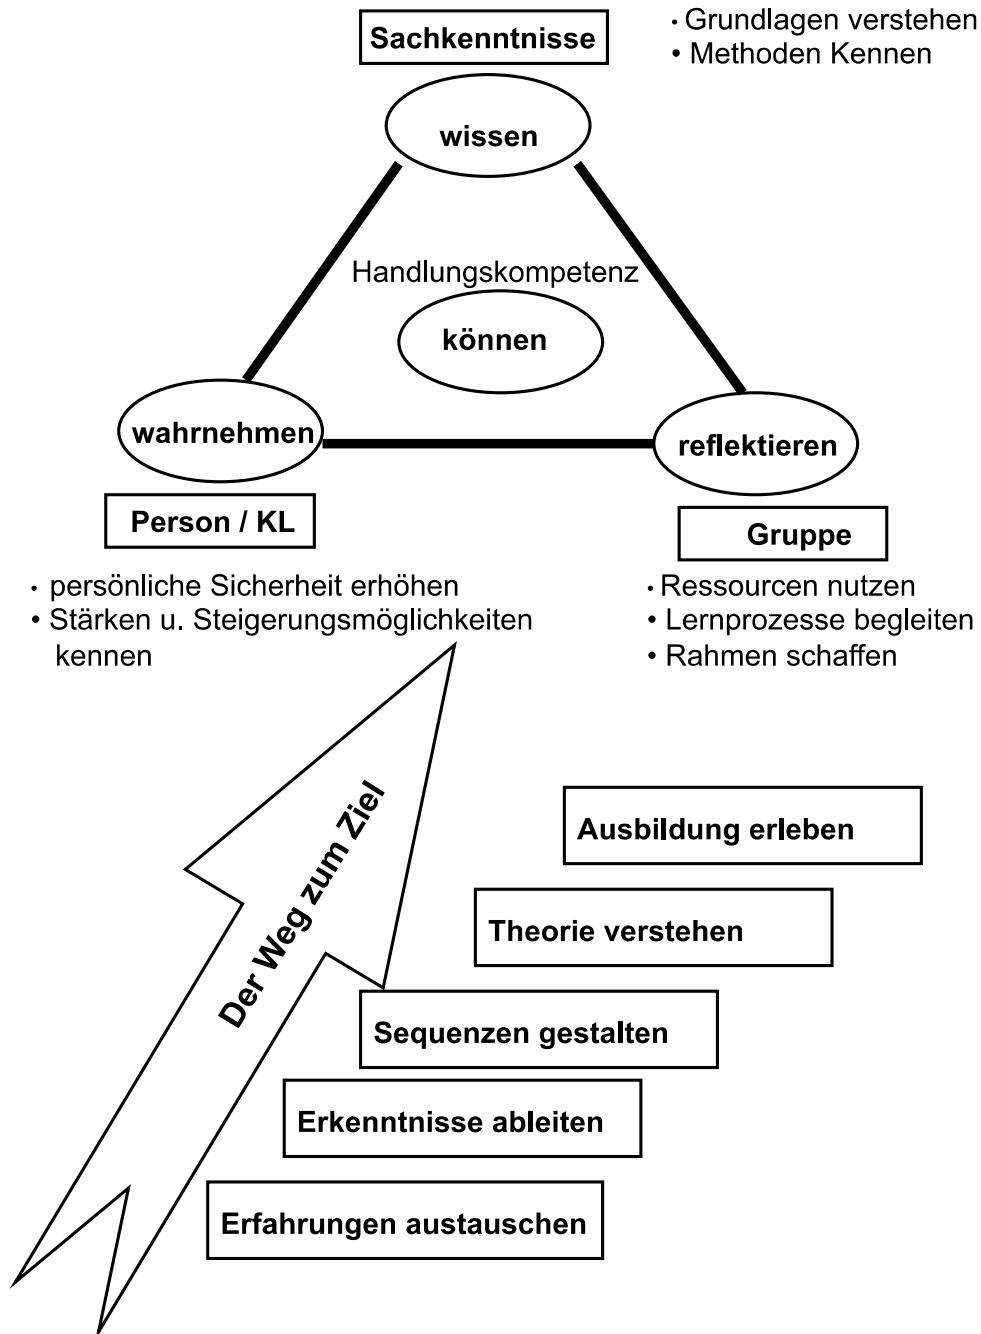 Sachkenntnisse
· Grundlagen verstehen
• Methoden Kennen
wissen
Handlungskompetenz
können
wahrnehmen
reflektieren
Person / KL
Gruppe
· persönliche Sicherheit erhöhen
• Stärken u. Steigerungsmöglichkeiten
kennen
· Ressourcen nutzen
• Lernprozesse begleiten
• Rahmen schaffen
Der Weg zum Ziel
Ausbildung erleben
Theorie verstehen
Sequenzen gestalten
Erkenntnisse ableiten
Erfahrungen austauschen